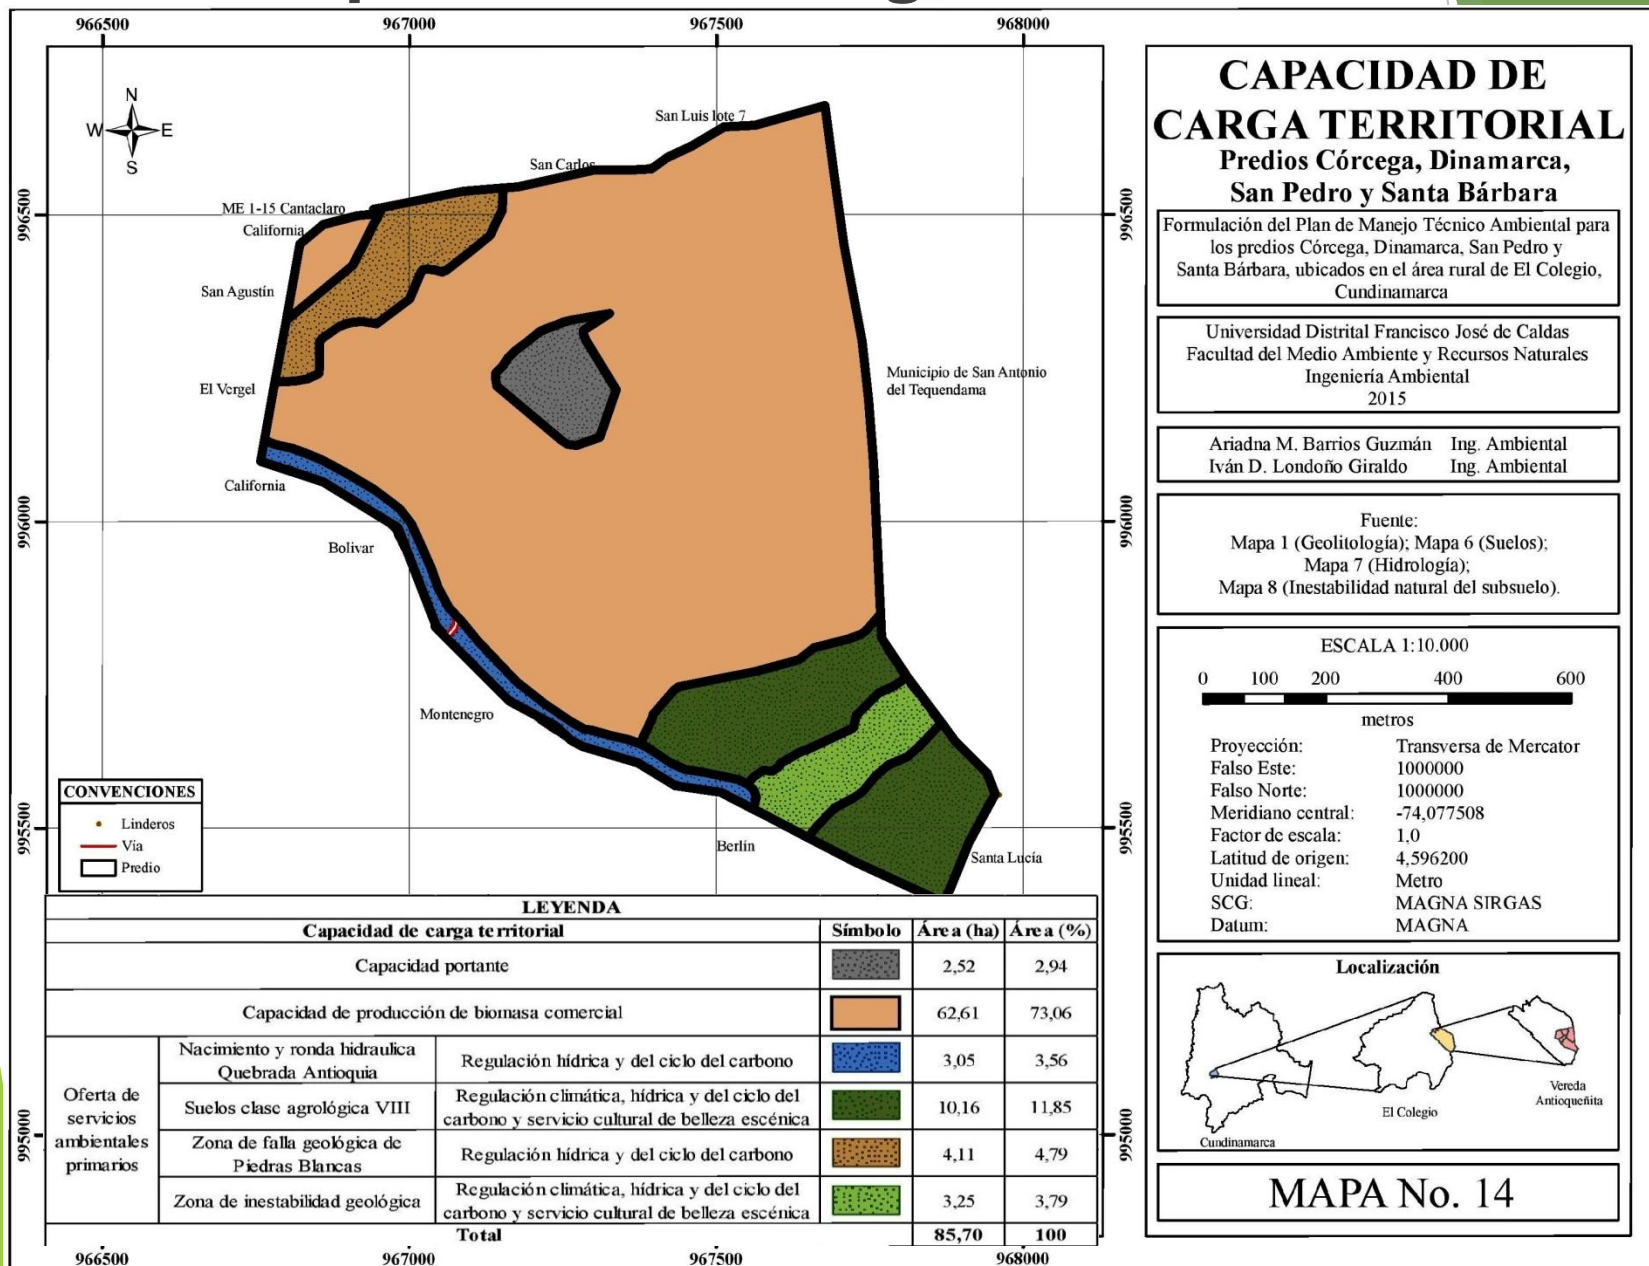 966500 967000 967500 968000
N
W E
S
San Luis lote 7
San Carlos
ME 1-15 Cantaclaro
California
San Agustín
El Vergel
California
Bolivar
Montenegro
Berlín
Santa Lucía
Municipio de San Antonio
del Tequendama
996500 996500
996000 996000
995500 995500
995000 995000
CONVENCIONES
Linderos
Vía
Predio
LEYENDA
Capacidad de carga territorial Símbolo Área (ha) Área (%)
Capacidad portante 2,52 2,94
Capacidad de producción de biomasa comercial 62,61 73,06
Oferta de
servicios
ambientales
primarios
Nacimiento y ronda hidraulica
Quebrada Antioquia
Regulación hídrica y del ciclo del carbono 3,05 3,56
Suelos clase agrológica VIII
Regulación climática, hídrica y del ciclo del
carbono y servicio cultural de belleza escénica
10,16 11,85
Zona de falla geológica de
Piedras Blancas
Regulación hídrica y del ciclo del carbono 4,11 4,79
Zona de inestabilidad geológica
Regulación climática, hídrica y del ciclo del
carbono y servicio cultural de belleza escénica
3,25 3,79
Total 85,70 100
966500 967000 967500 968000
CAPACIDAD DE
CARGA TERRITORIAL
Predios Córcega, Dinamarca,
San Pedro y Santa Bárbara
Formulación del Plan de Manejo Técnico Ambiental para
los predios Córcega, Dinamarca, San Pedro y
Santa Bárbara, ubicados en el área rural de El Colegio,
Cundinamarca
Universidad Distrital Francisco José de Caldas
Facultad del Medio Ambiente y Recursos Naturales
Ingeniería Ambiental
2015
Ariadna M. Barrios Guzmán Ing. Ambiental
Iván D. Londoño Giraldo Ing. Ambiental
Fuente:
Mapa 1 (Geolitología); Mapa 6 (Suelos);
Mapa 7 (Hidrología);
Mapa 8 (Inestabilidad natural del subsuelo).
ESCALA 1:10.000
0 100 200 400 600
metros
Proyección: Transversa de Mercator
Falso Este: 1000000
Falso Norte: 1000000
Meridiano central: -74,077508
Factor de escala: 1,0
Latitud de origen: 4,596200
Unidad lineal: Metro
SCG: MAGNA SIRGAS
Datum: MAGNA
Localización
Cundinamarca
El Colegio
Vereda
Antioqueñita
MAPA No. 14